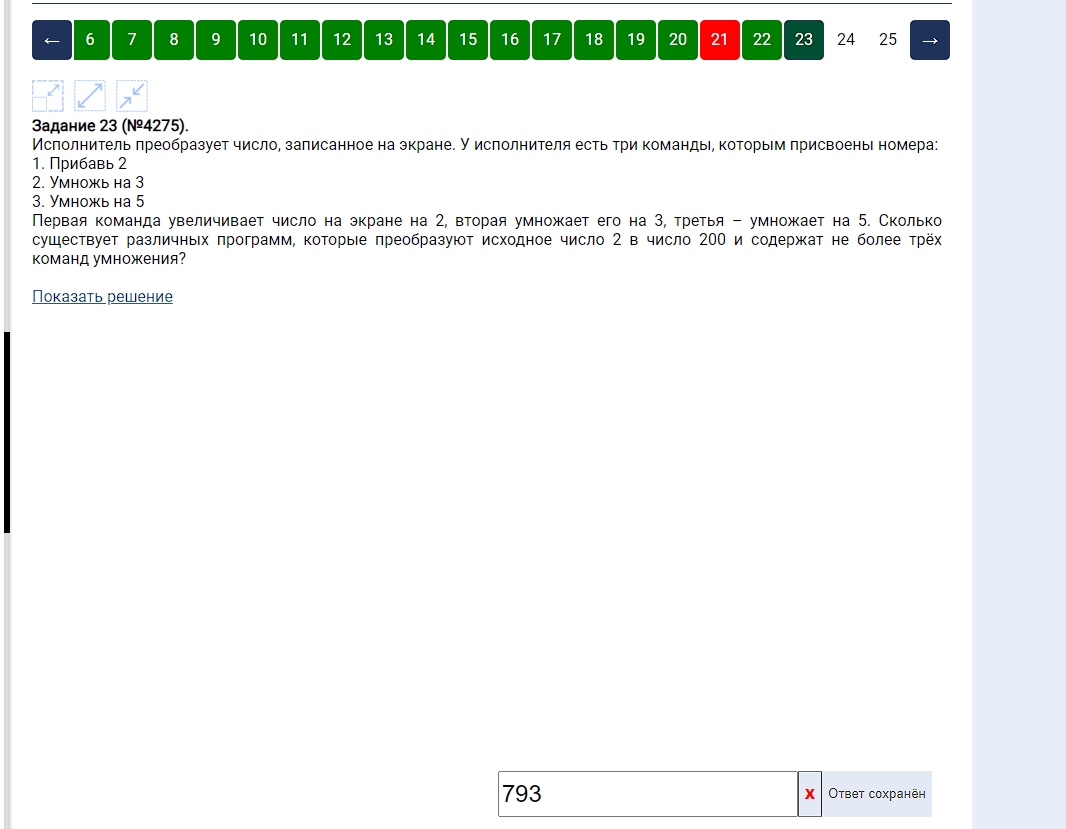 ← 6 7 8 9 10 11 12 13 14 15 16 17 18 19 20 21 22 23 24 25 →
Задание 23 (№4275).
Исполнитель преобразует число, записанное на экране. У исполнителя есть три команды, которым присвоены номера:
1. Прибавь 2
2. Умножь на 3
3. Умножь на 5
Первая команда увеличивает число на экране на 2, вторая умножает его на 3, третья – умножает на 5. Сколько
существует различных программ, которые преобразуют исходное число 2 в число 200 и содержат не более трёх
команд умножения?
Показать решение
793 x Ответ сохранён